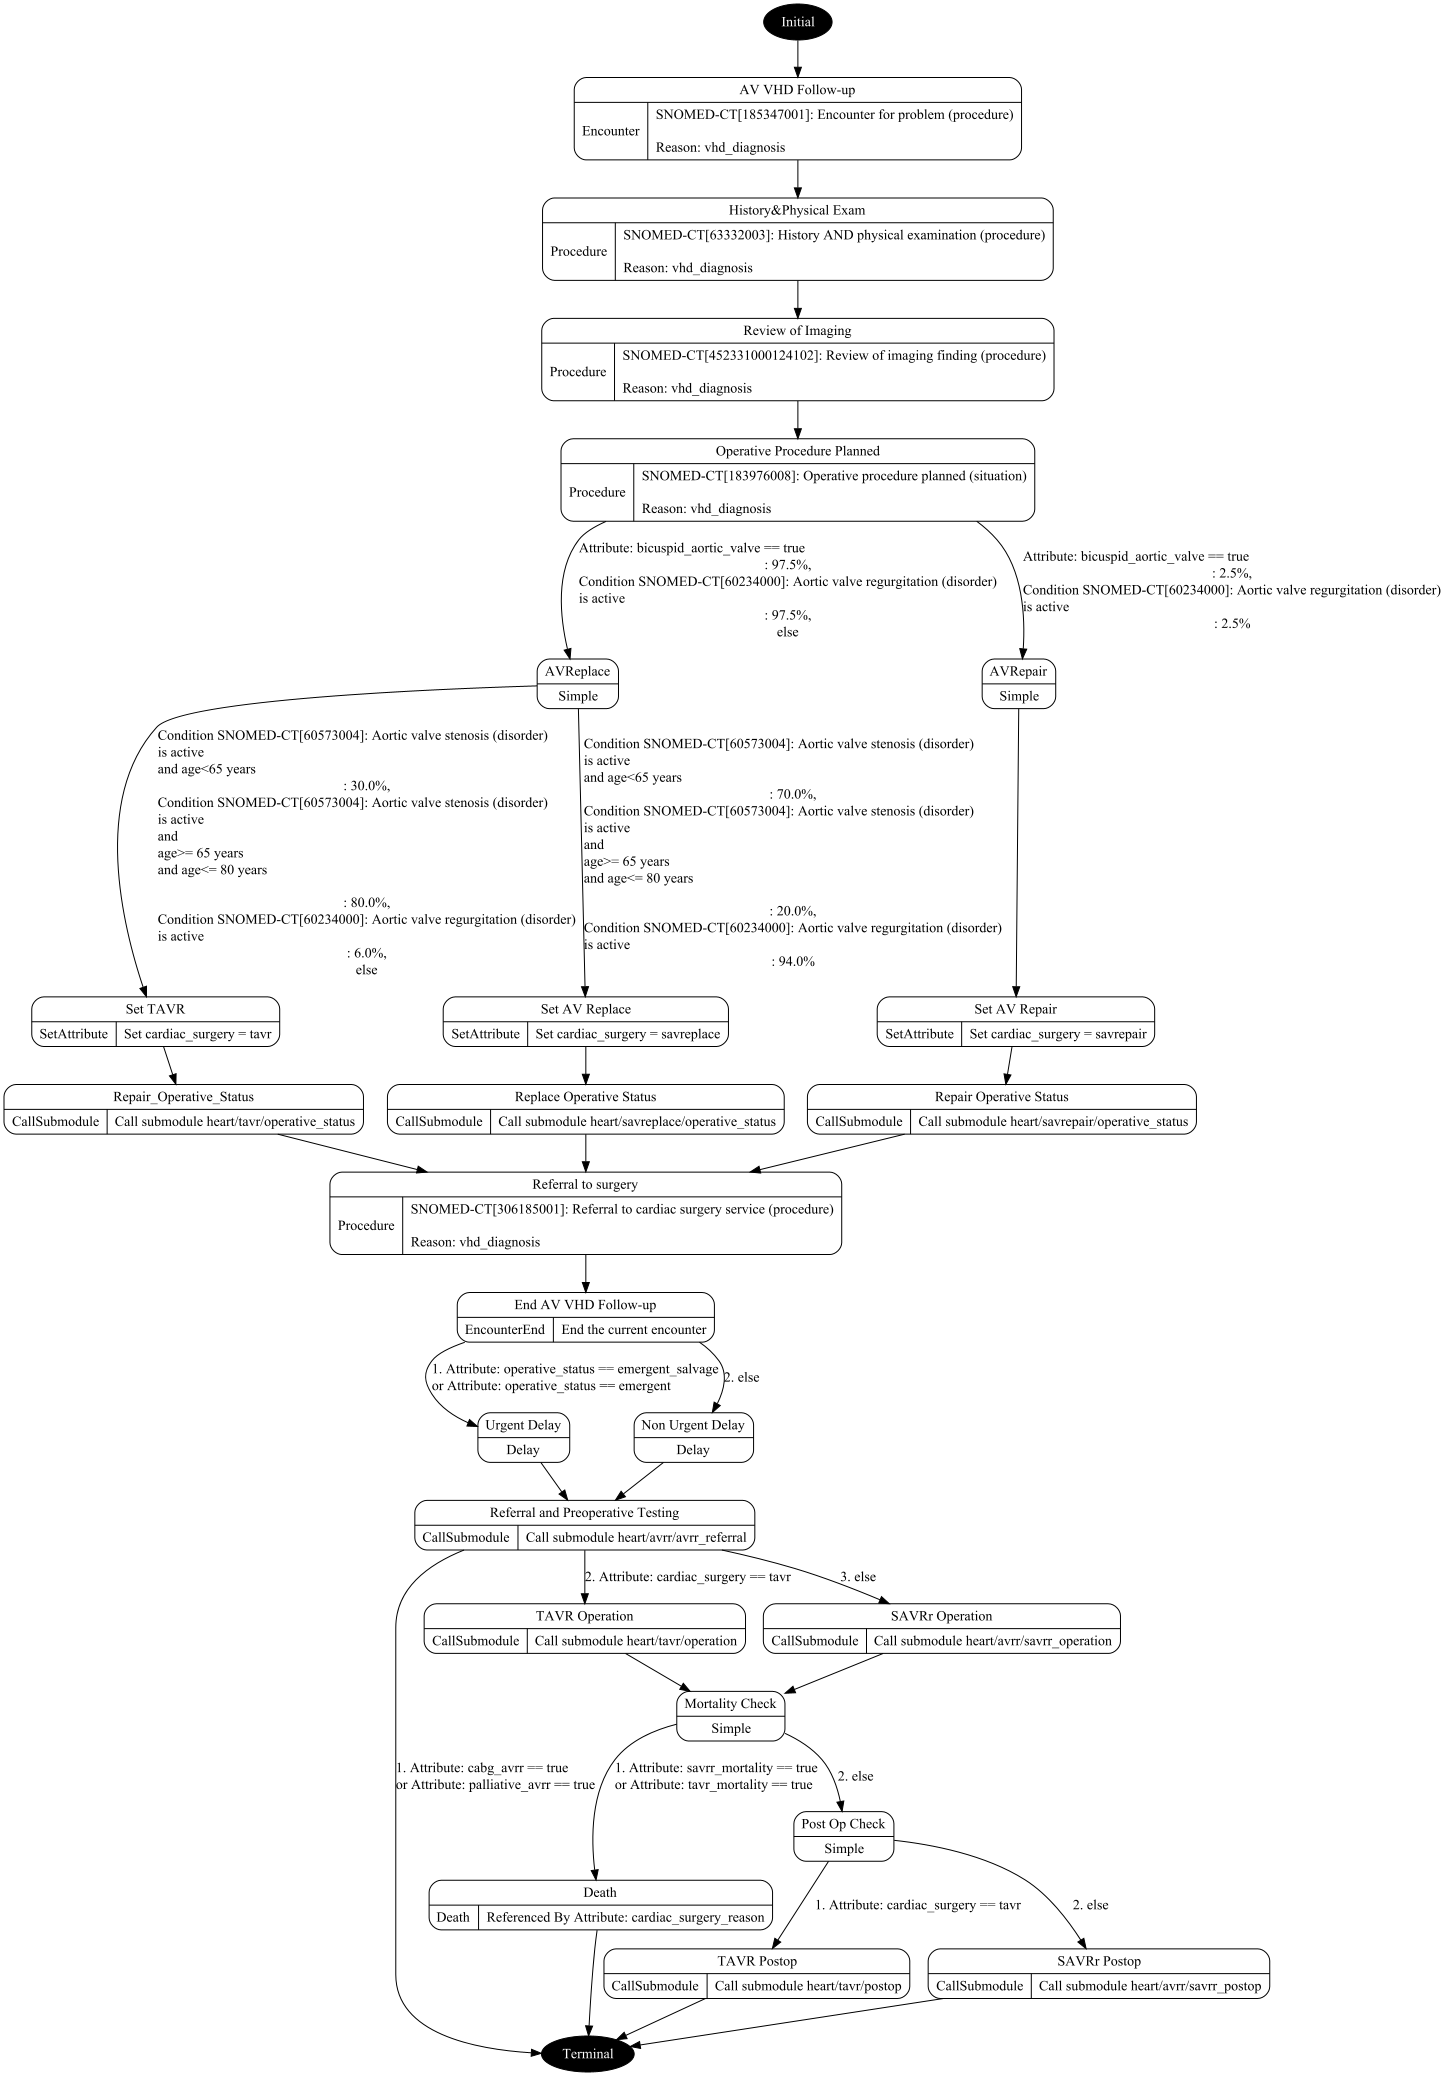 Initial
AV VHD Follow-up
Encounter
SNOMED-CT[185347001]: Encounter for problem (procedure)
Reason: vhd_diagnosis
History&Physical Exam
Procedure
SNOMED-CT[63332003]: History AND physical examination (procedure)
Reason: vhd_diagnosis
Review of Imaging
Procedure
SNOMED-CT[452331000124102]: Review of imaging finding (procedure)
Reason: vhd_diagnosis
Operative Procedure Planned
Procedure
SNOMED-CT[183976008]: Operative procedure planned (situation)
Reason: vhd_diagnosis
Attribute: bicuspid_aortic_valve == true
: 97.5%,
Condition SNOMED-CT[60234000]: Aortic valve regurgitation (disorder)
is active
: 97.5%,
else
Attribute: bicuspid_aortic_valve == true
: 2.5%,
Condition SNOMED-CT[60234000]: Aortic valve regurgitation (disorder)
is active
: 2.5%
AVReplace
Simple
AVRepair
Simple
Condition SNOMED-CT[60573004]: Aortic valve stenosis (disorder)
is active
and age<65 years
: 30.0%,
Condition SNOMED-CT[60573004]: Aortic valve stenosis (disorder)
is active
and
age>= 65 years
and age<= 80 years
: 80.0%,
Condition SNOMED-CT[60234000]: Aortic valve regurgitation (disorder)
is active
: 6.0%,
else
Condition SNOMED-CT[60573004]: Aortic valve stenosis (disorder)
is active
and age<65 years
: 70.0%,
Condition SNOMED-CT[60573004]: Aortic valve stenosis (disorder)
is active
and
age>= 65 years
and age<= 80 years
: 20.0%,
Condition SNOMED-CT[60234000]: Aortic valve regurgitation (disorder)
is active
: 94.0%
Set TAVR
SetAttribute
Set cardiac_surgery = tavr
Set AV Replace
SetAttribute
Set cardiac_surgery = savreplace
Set AV Repair
SetAttribute
Set cardiac_surgery = savrepair
Repair_Operative_Status
CallSubmodule
Call submodule heart/tavr/operative_status
Replace Operative Status
CallSubmodule
Call submodule heart/savreplace/operative_status
Repair Operative Status
CallSubmodule
Call submodule heart/savrepair/operative_status
Referral to surgery
Procedure
SNOMED-CT[306185001]: Referral to cardiac surgery service (procedure)
Reason: vhd_diagnosis
End AV VHD Follow-up
EncounterEnd
End the current encounter
1. Attribute: operative_status == emergent_salvage
or Attribute: operative_status == emergent
2. else
Urgent Delay
Delay
Non Urgent Delay
Delay
Referral and Preoperative Testing
CallSubmodule
Call submodule heart/avrr/avrr_referral
2. Attribute: cardiac_surgery == tavr
3. else
TAVR Operation
CallSubmodule
Call submodule heart/tavr/operation
SAVRr Operation
CallSubmodule
Call submodule heart/avrr/savrr_operation
Mortality Check
Simple
1. Attribute: cabg_avrr == true
or Attribute: palliative_avrr == true
1. Attribute: savrr_mortality == true
or Attribute: tavr_mortality == true
2. else
Post Op Check
Simple
Death
Death
Referenced By Attribute: cardiac_surgery_reason
1. Attribute: cardiac_surgery == tavr
2. else
TAVR Postop
CallSubmodule
Call submodule heart/tavr/postop
SAVRr Postop
CallSubmodule
Call submodule heart/avrr/savrr_postop
Terminal